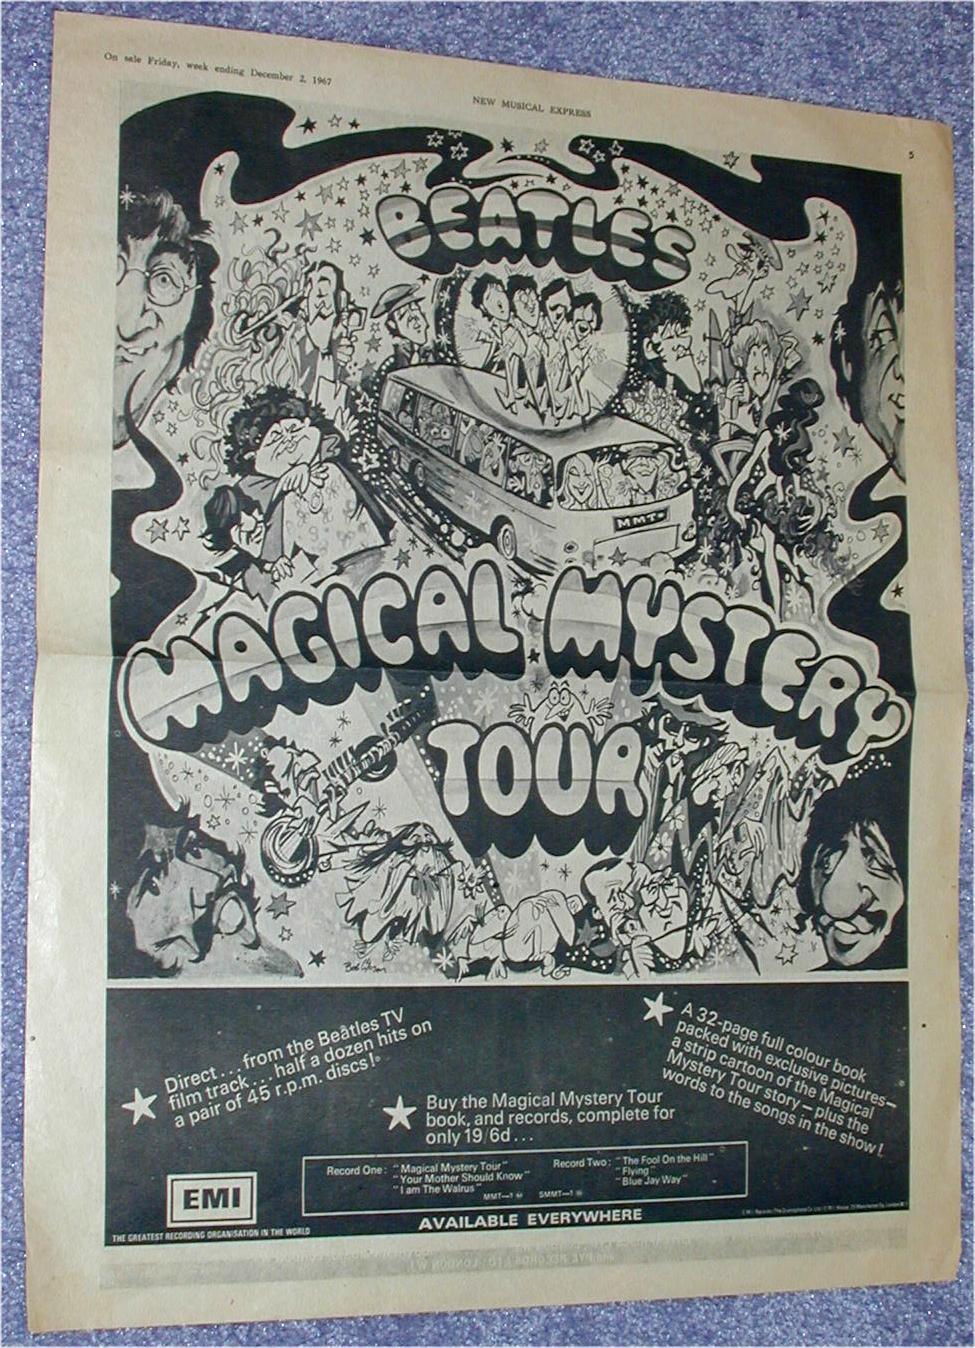 On sale Friday, week ending December 2, 1967
NEW MUSICAL EXPRESS
5
BEATLES
MMT
MAGICAL MYSTERY
TOUR
Direct... from the Beatles TV
film track... half a dozen hits on
a pair of 45 r.p.m. discs!
Buy the Magical Mystery Tour
book, and records, complete for
only 19/6d...
A 32-page full colour book
packed with exclusive pictures—
a strip cartoon of the Magical
Mystery Tour story—plus the
words to the songs in the show!
Record One: "Magical Mystery Tour"
"Your Mother Should Know"
"I am The Walrus"
MMT—1
Record Two: "The Fool On the Hill"
"Flying"
"Blue Jay Way"
SMMT—1
EMI
THE GREATEST RECORDING ORGANISATION IN THE WORLD
AVAILABLE EVERYWHERE